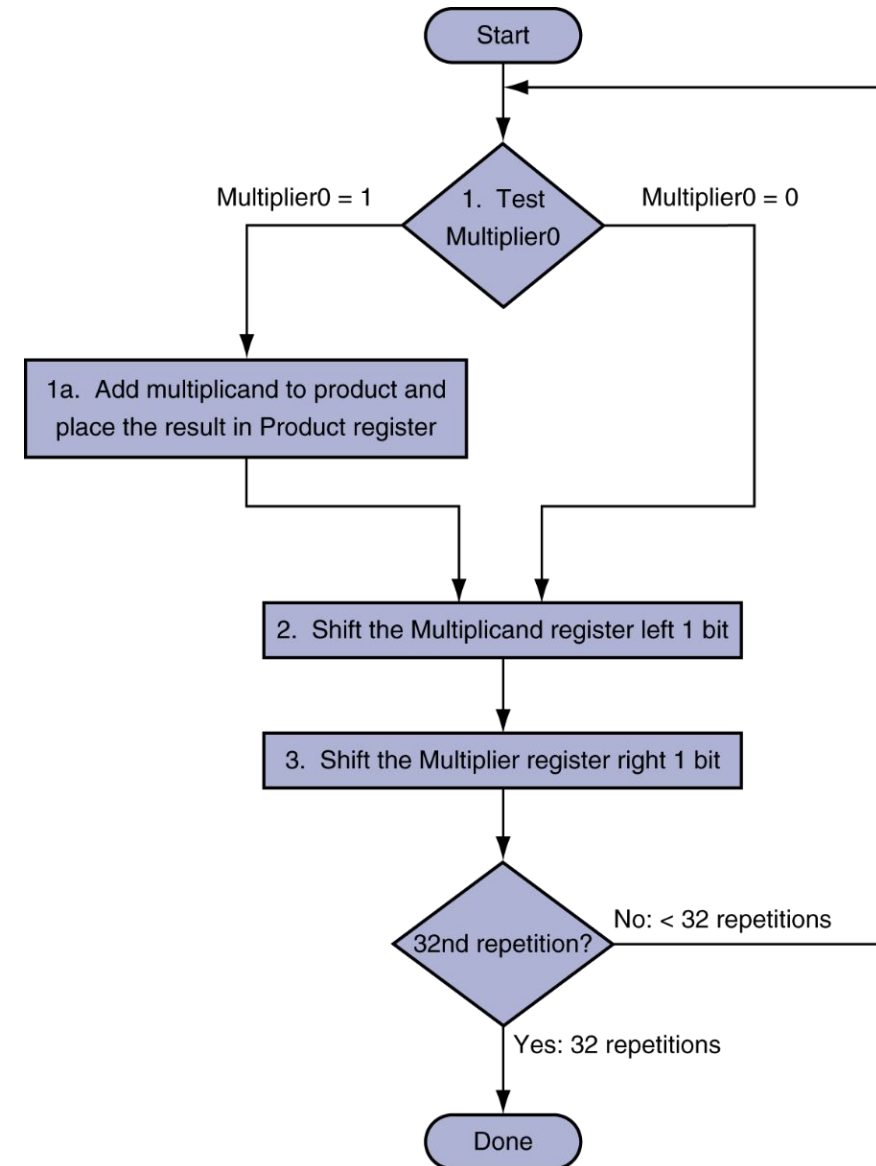 Start
Multiplier0 = 1
1. Test
Multiplier0
Multiplier0 = 0
1a. Add multiplicand to product and
place the result in Product register
2. Shift the Multiplicand register left 1 bit
3. Shift the Multiplier register right 1 bit
32nd repetition?
No: < 32 repetitions
Yes: 32 repetitions
Done